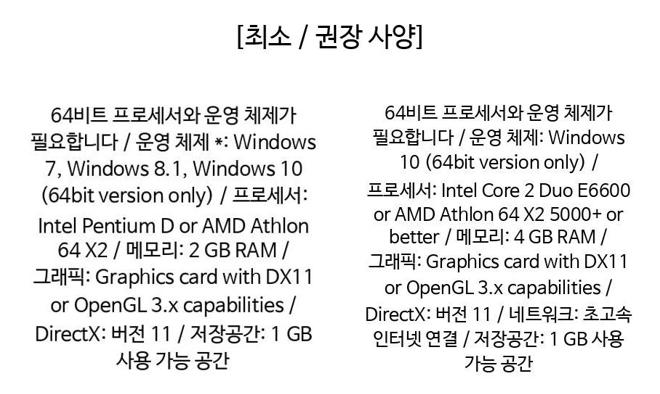 [최소 / 권장 사양]
64비트 프로세서와 운영 체제가
필요합니다 / 운영 체제 *: Windows
7, Windows 8.1, Windows 10
(64bit version only) / 프로세서:
Intel Pentium D or AMD Athlon
64 X2 / 메모리: 2 GB RAM /
그래픽: Graphics card with DX11
or OpenGL 3.x capabilities /
DirectX: 버전 11 / 저장공간: 1 GB
사용 가능 공간
64비트 프로세서와 운영 체제가
필요합니다 / 운영 체제: Windows
10 (64bit version only) /
프로세서: Intel Core 2 Duo E6600
or AMD Athlon 64 X2 5000+ or
better / 메모리: 4 GB RAM /
그래픽: Graphics card with DX11
or OpenGL 3.x capabilities /
DirectX: 버전 11 / 네트워크: 초고속
인터넷 연결 / 저장공간: 1 GB 사용
가능 공간